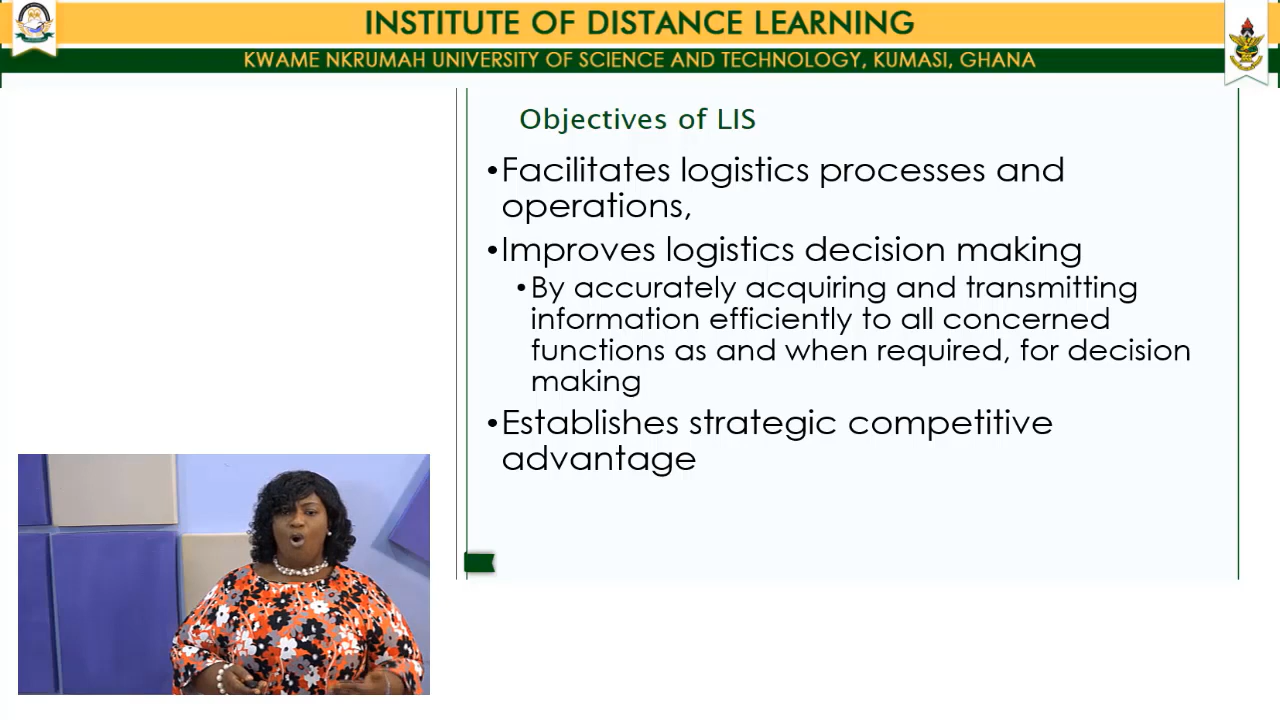 INSTITUTE OF DISTANCE LEARNING
KWAME NKRUMAH UNIVERSITY OF SCIENCE AND TECHNOLOGY, KUMASI, GHANA
Objectives of LIS
•Facilitates logistics processes and
operations,
•Improves logistics decision making
•By accurately acquiring and transmitting
information efficiently to all concerned
functions as and when required, for decision
making
•Establishes strategic competitive
advantage